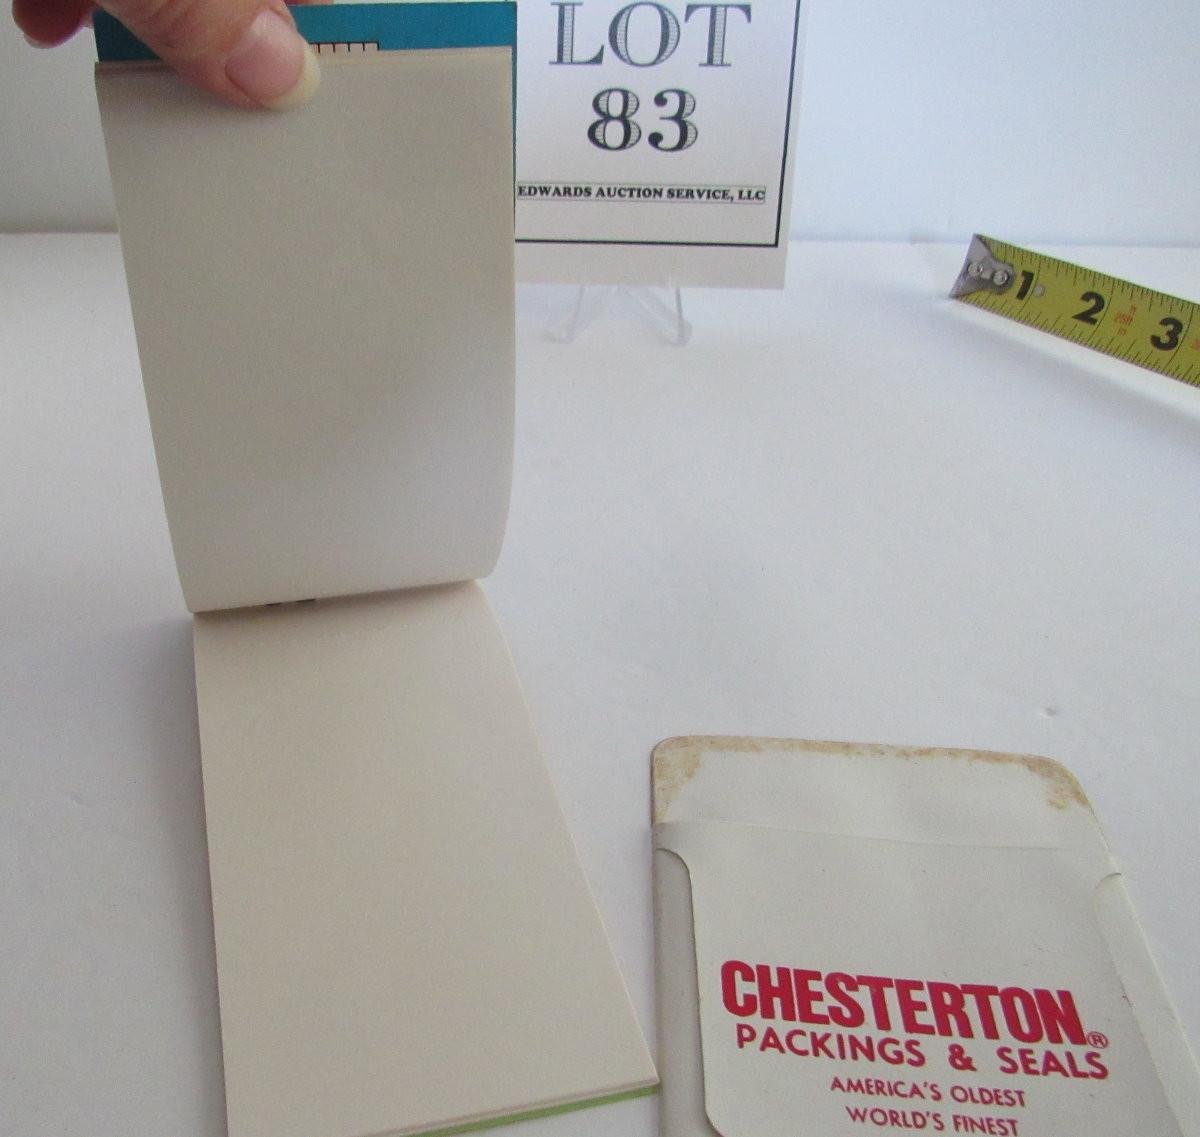 LOT
83
EDWARDS AUCTION SERVICE, LLC
1 2 3
CHESTERTON®
PACKINGS & SEALS
AMERICA'S OLDEST
WORLD'S FINEST